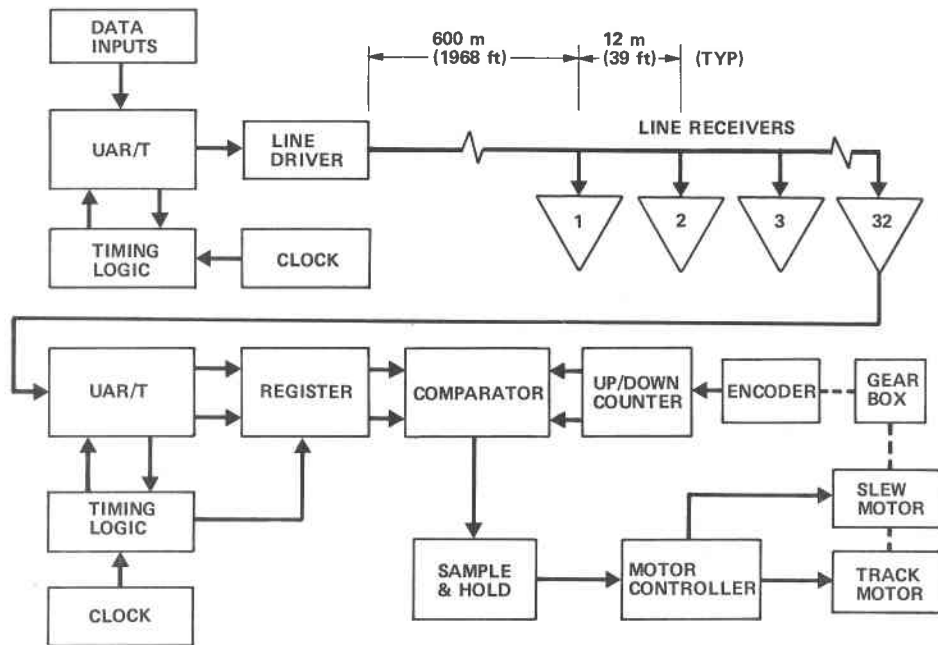 DATA
INPUTS
600 m
(1968 ft)
12 m
(39 ft)
(TYP)
UAR/T
LINE
DRIVER
LINE RECEIVERS
1
2
3
32
TIMING
LOGIC
CLOCK
UAR/T
REGISTER
COMPARATOR
UP/DOWN
COUNTER
ENCODER
GEAR
BOX
TIMING
LOGIC
SLEW
MOTOR
SAMPLE
& HOLD
MOTOR
CONTROLLER
TRACK
MOTOR
CLOCK